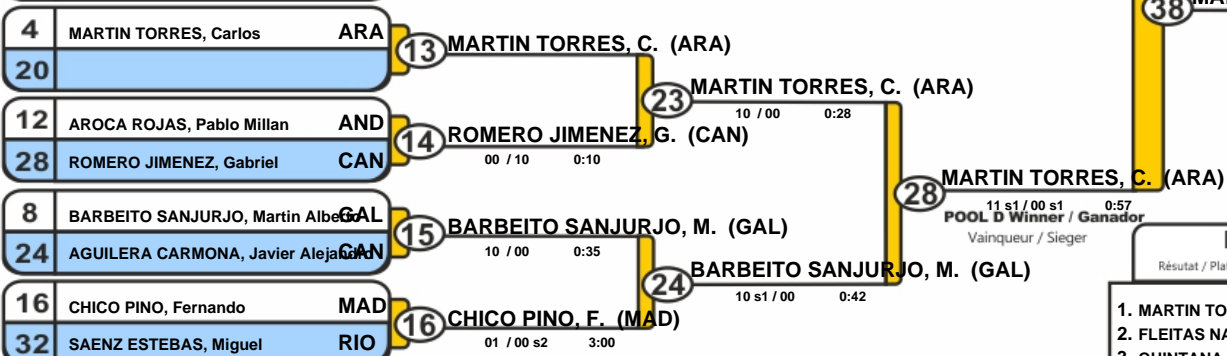 4 MARTIN TORRES, Carlos ARA
20
13 MARTIN TORRES, C. (ARA)
12 AROCA ROJAS, Pablo Millan AND
28 ROMERO JIMENEZ, Gabriel CAN
14 ROMERO JIMENEZ, G. (CAN)
00 / 10 0:10
23 MARTIN TORRES, C. (ARA)
10 / 00 0:28
8 BARBEITO SANJURJO, Martin Alberto GAL
24 AGUILERA CARMONA, Javier Alejandro CAN
15 BARBEITO SANJURJO, M. (GAL)
10 / 00 0:35
16 CHICO PINO, Fernando MAD
32 SAENZ ESTEBAS, Miguel RIO
16 CHICO PINO, F. (MAD)
01 / 00 s2 3:00
24 BARBEITO SANJURJO, M. (GAL)
10 s1 / 00 0:42
28 MARTIN TORRES, C. (ARA)
11 s1 / 00 s1 0:57
POOL D Winner / Ganador
Vainqueur / Sieger
38
Résutat / Pla
1. MARTIN TO
2. FLEITAS NA